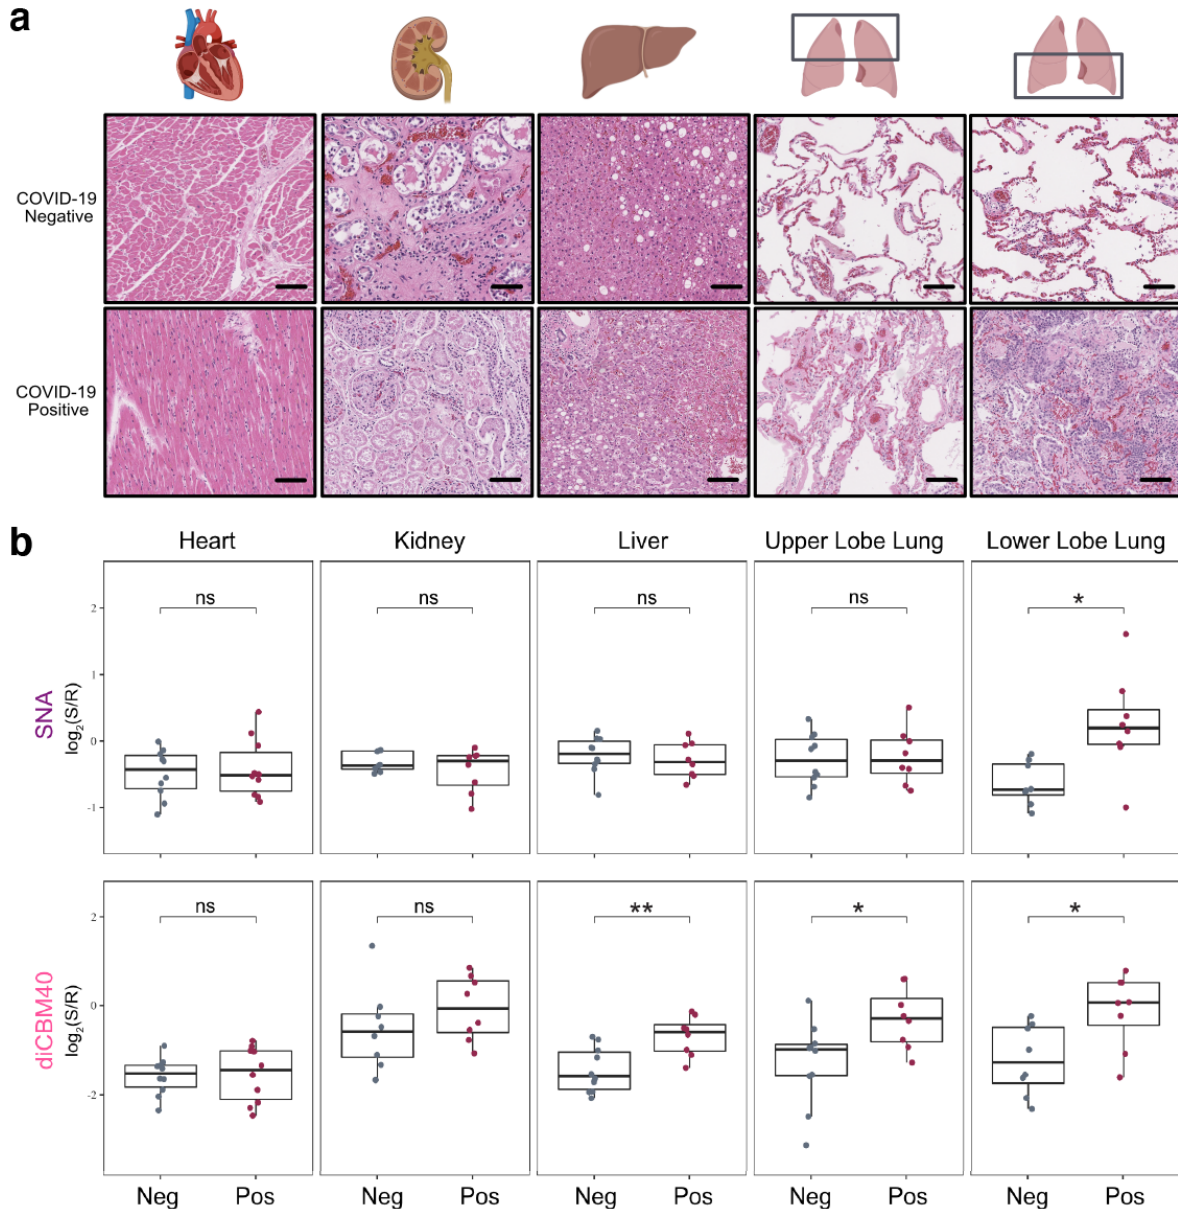 a
COVID-19
Negative
COVID-19
Positive
b
Heart Kidney Liver Upper Lobe Lung Lower Lobe Lung
SNA
log2(S/R)
2
1
0
-1
ns ns ns ns *
diCBM40
log2(S/R)
2
0
-2
ns ns ** * *
Neg Pos Neg Pos Neg Pos Neg Pos Neg Pos